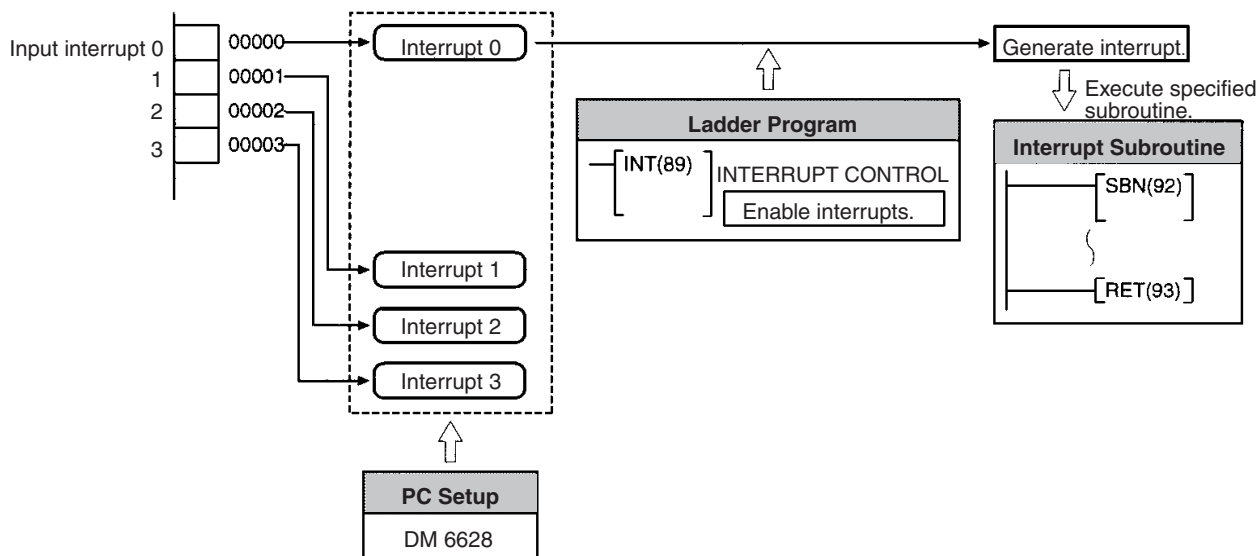 Input interrupt 0
00000
Interrupt 0
Generate interrupt.
1
00001
2
00002
3
00003
Execute specified
subroutine.
Ladder Program
INT(89)
INTERRUPT CONTROL
Enable interrupts.
Interrupt Subroutine
SBN(92)
RET(93)
Interrupt 1
Interrupt 2
Interrupt 3
PC Setup
DM 6628